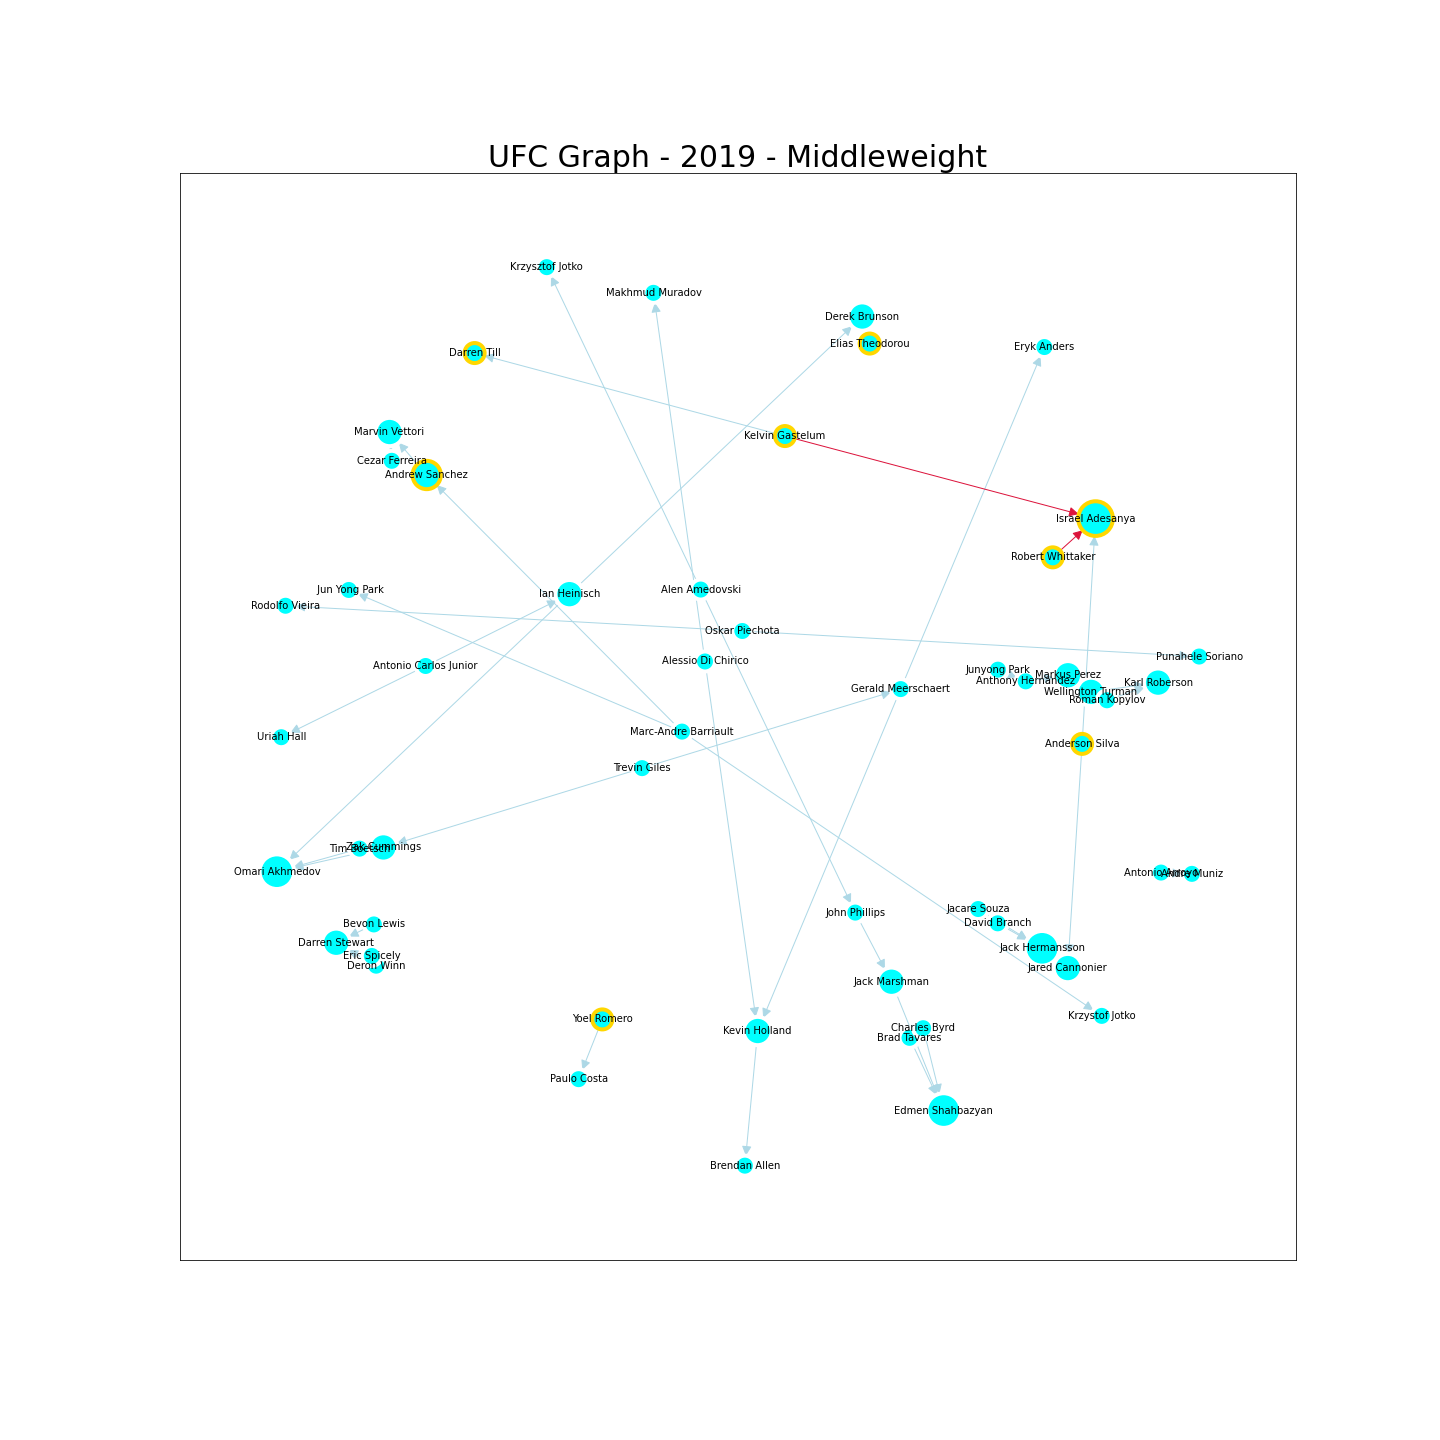 UFC Graph - 2019 - Middleweight
Krzysztof Jotko
Makhmud Muradov
Derek Brunson
Elias Theodorou
Eryk Anders
Darren Till
Marvin Vettori
Kelvin Gastelum
Cezar Ferreira
Andrew Sanchez
Israel Adesanya
Robert Whittaker
Jun Yong Park
Ian Heinisch
Alen Amedovski
Rodolfo Vieira
Oskar Piechota
Punahele Soriano
Alessio Di Chirico
Antonio Carlos Junior
Junyong Park
Markus Perez
Anthony Hernandez
Karl Roberson
Gerald Meerschaert
Wellington Turman
Roman Kopylov
Uriah Hall
Marc-Andre Barriault
Anderson Silva
Trevin Giles
Zak Cummings
Tim Boetsch
Omari Akhmedov
Antonio Arroyo
Andre Muniz
Bevon Lewis
John Phillips
Jacare Souza
David Branch
Darren Stewart
Jack Hermansson
Eric Spicely
Deron Winn
Jared Cannonier
Jack Marshman
Yoel Romero
Krzystof Jotko
Kevin Holland
Charles Byrd
Brad Tavares
Paulo Costa
Edmen Shahbazyan
Brendan Allen